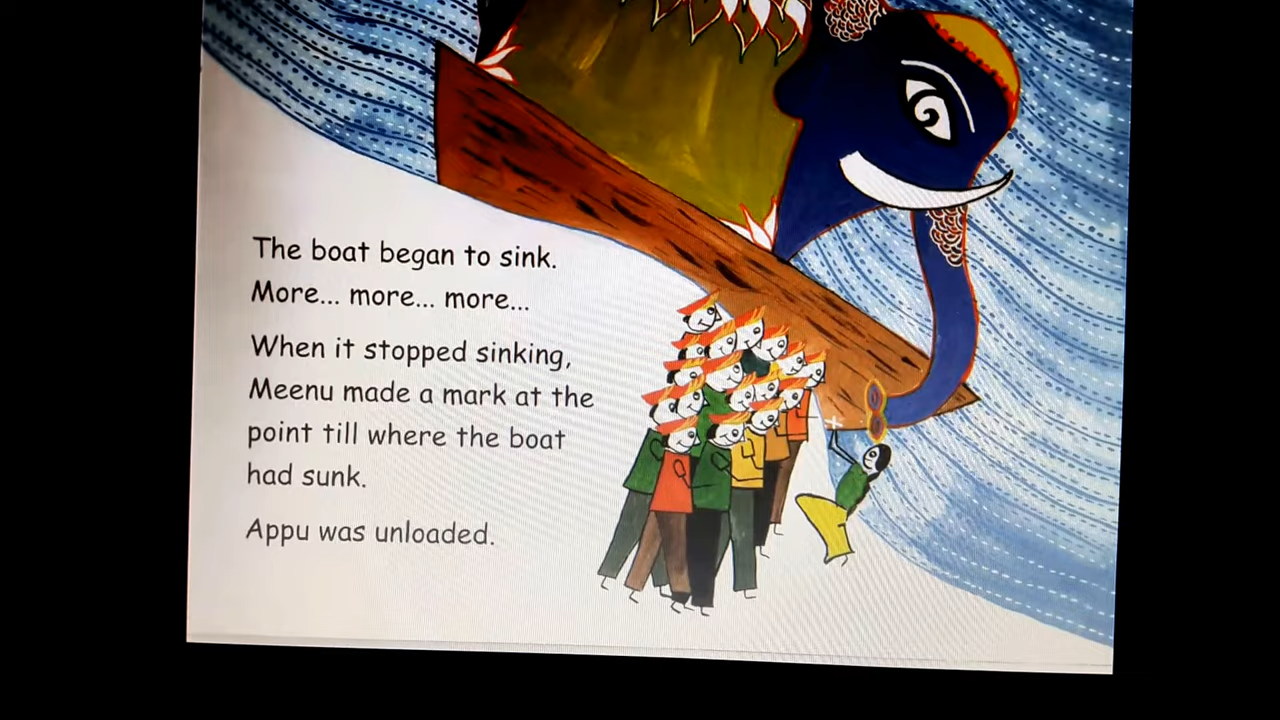 The boat began to sink.
More... more... more...
When it stopped sinking,
Meenu made a mark at the
point till where the boat
had sunk.
Appu was unloaded.